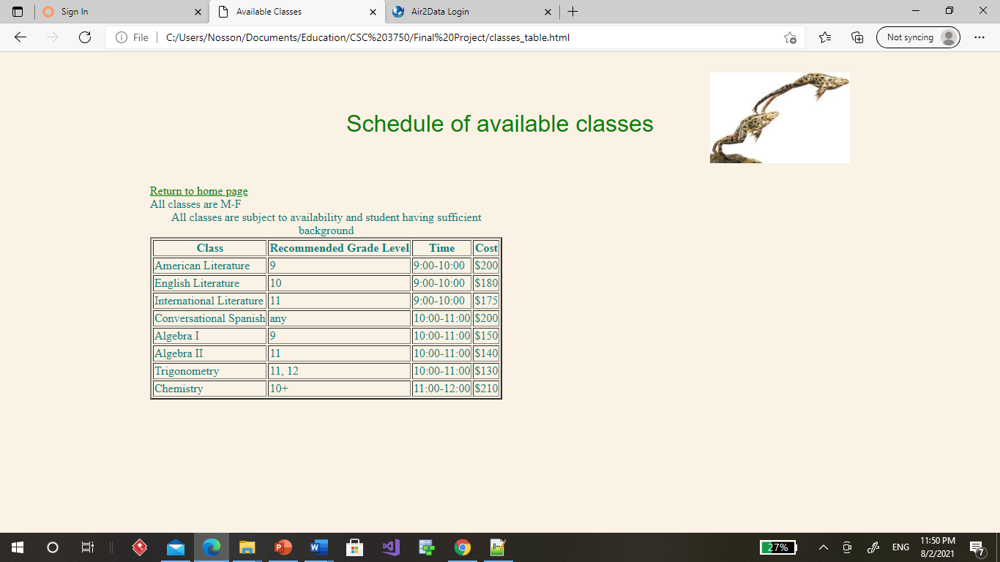 Sign In
Available Classes
Air2Data Login
File
C:/Users/Nosson/Documents/Education/CSC%203750/Final%20Project/classes_table.html
Not syncing
Schedule of available classes
Return to home page
All classes are M-F
All classes are subject to availability and student having sufficient
background
Class Recommended Grade Level Time Cost
American Literature 9 9:00-10:00 $200
English Literature 10 9:00-10:00 $180
International Literature 11 9:00-10:00 $175
Conversational Spanish any 10:00-11:00 $200
Algebra I 9 10:00-11:00 $150
Algebra II 11 10:00-11:00 $140
Trigonometry 11, 12 10:00-11:00 $130
Chemistry 10+ 11:00-12:00 $210
27%
ENG
11:50 PM
8/2/2021
7